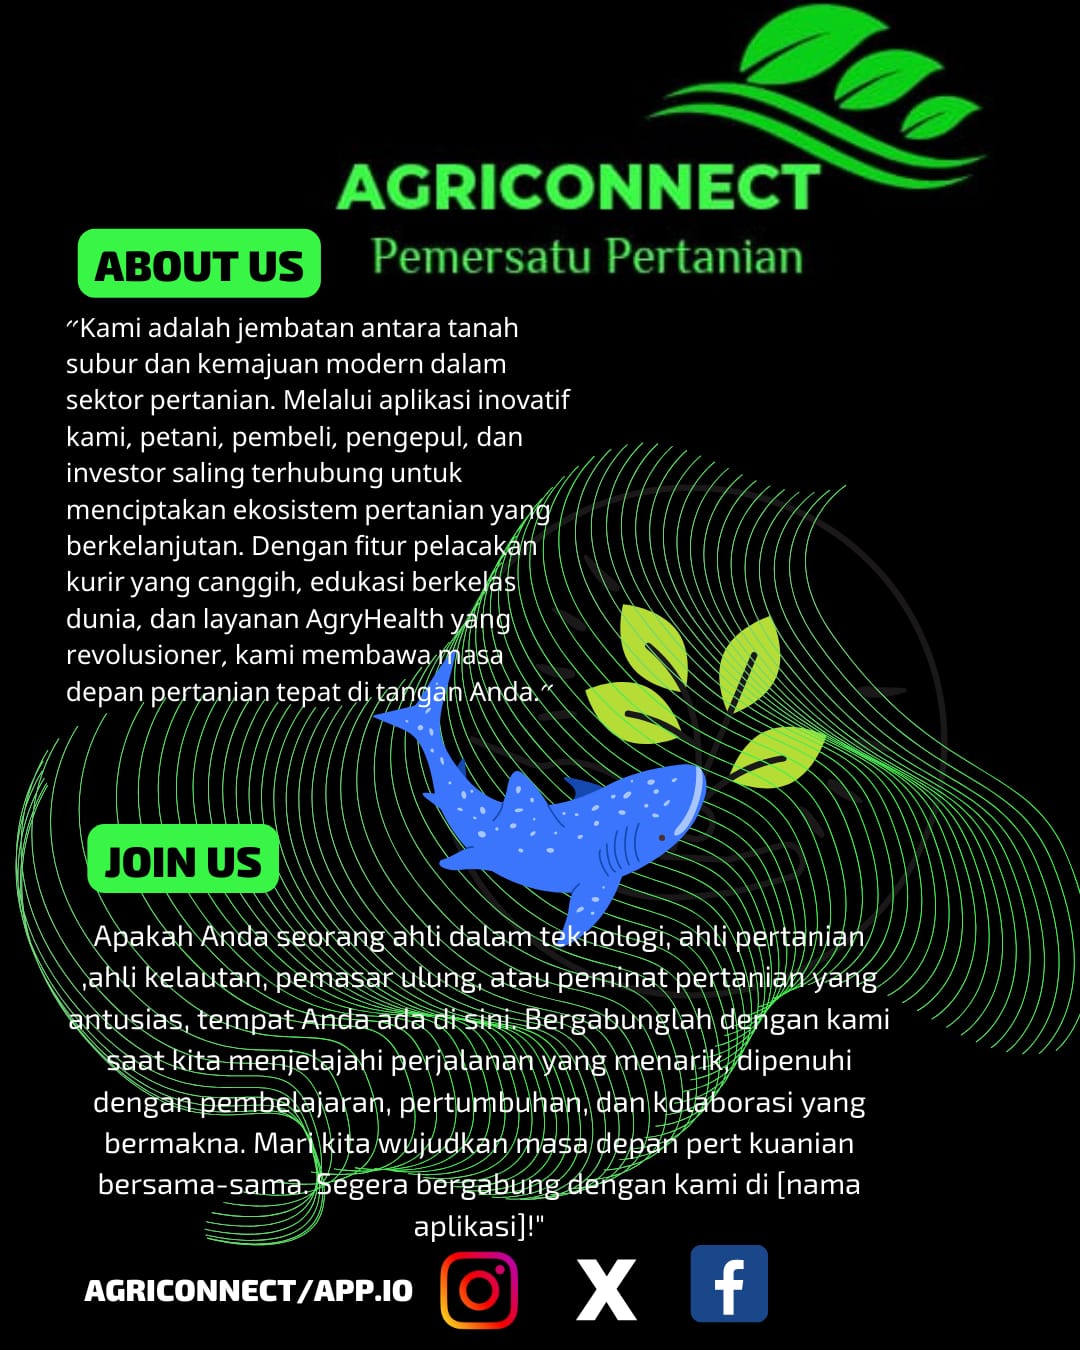 AGRICONNECT
Pemersatu Pertanian
ABOUT US
“Kami adalah jembatan antara tanah
subur dan kemajuan modern dalam
sektor pertanian. Melalui aplikasi inovatif
kami, petani, pembeli, pengepul, dan
investor saling terhubung untuk
menciptakan ekosistem pertanian yang
berkelanjutan. Dengan fitur pelacakan
kurir yang canggih, edukasi berkelas
dunia, dan layanan AgryHealth yang
revolusioner, kami membawa masa
depan pertanian tepat di tangan Anda.”
JOIN US
Apakah Anda seorang ahli dalam teknologi, ahli pertanian
,ahli kelautan, pemasar ulung, atau peminat pertanian yang
antusias, tempat Anda ada di sini. Bergabunglah dengan kami
saat kita menjelajahi perjalanan yang menarik, dipenuhi
dengan pembelajaran, pertumbuhan, dan kolaborasi yang
bermakna. Mari kita wujudkan masa depan pert kuanian
bersama-sama. Segera bergabung dengan kami di [nama
aplikasi]!"
AGRICONNECT/APP.IO